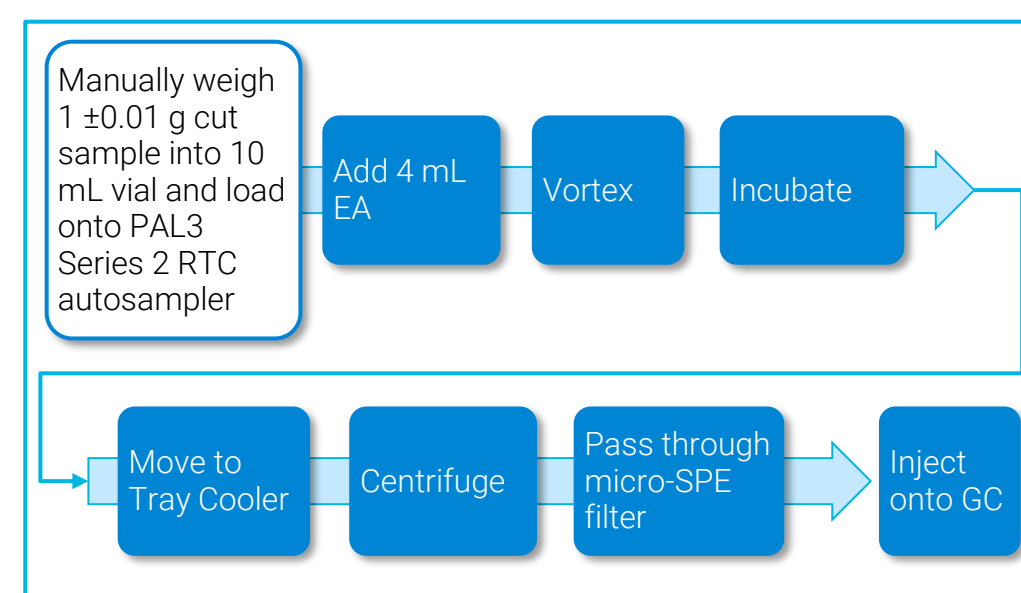 Manually weigh
1 ±0.01 g cut
sample into 10
mL vial and load
onto PAL3
Series 2 RTC
autosampler
Add 4 mL
EA
Vortex
Incubate
Move to
Tray Cooler
Centrifuge
Pass through
micro-SPE
filter
Inject
onto GC